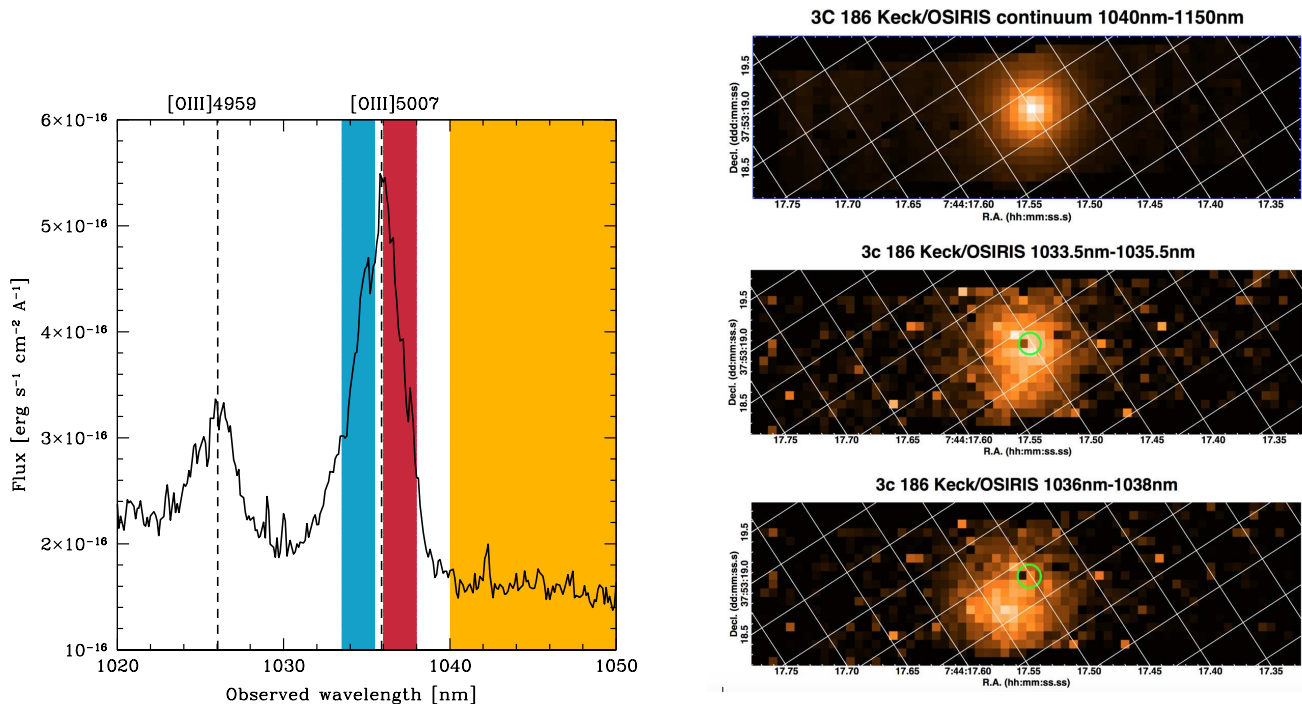 [OIII]4959
[OIII]5007
6×10⁻¹⁶
5×10⁻¹⁶
4×10⁻¹⁶
3×10⁻¹⁶
2×10⁻¹⁶
10⁻¹⁶
Flux [erg s⁻¹ cm⁻² A⁻¹]
1020
1030
1040
1050
Observed wavelength [nm]
3C 186 Keck/OSIRIS continuum 1040nm-1150nm
Decl. (ddd:mm:ss)
19.5
37:53:19.0
18.5
17.75 17.70 17.65 7:44:17.60 17.55 17.50 17.45 17.40 17.35
R.A. (hh:mm:ss.s)
3c 186 Keck/OSIRIS 1033.5nm-1035.5nm
Decl. (dd:mm:ss.s)
19.5
37:53:19.0
18.5
17.75 17.70 17.65 7:44:17.60 17.55 17.50 17.45 17.40 17.35
R.A. (hh:mm:ss.ss)
3c 186 Keck/OSIRIS 1036nm-1038nm
Decl. (dd:mm:ss.s)
19.5
37:53:19.0
18.5
17.75 17.70 17.65 7:44:17.60 17.55 17.50 17.45 17.40 17.35
R.A. (hh:mm:ss.ss)